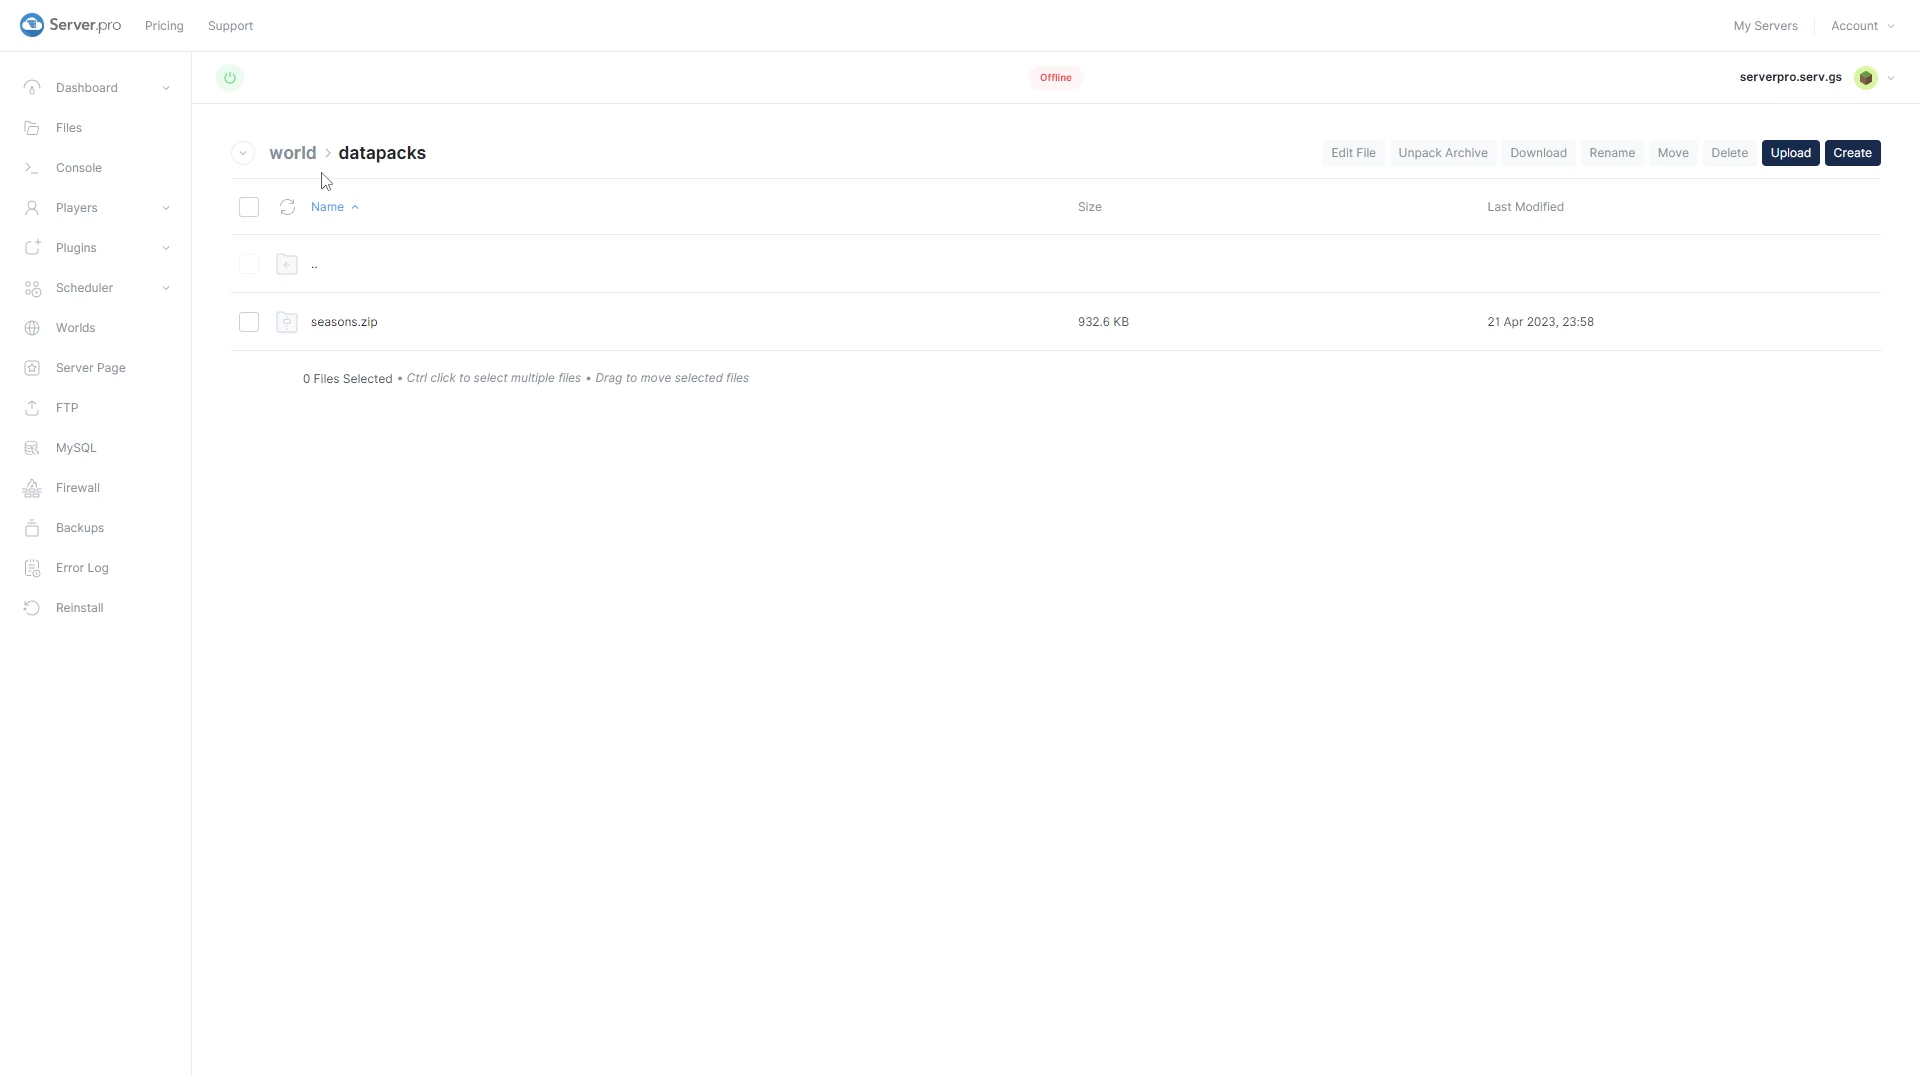 Server.pro
Pricing
Support
My Servers
Account
Offline
serverpro.serv.gs
Dashboard
Files
Console
Players
Plugins
Scheduler
Worlds
Server Page
FTP
MySQL
Firewall
Backups
Error Log
Reinstall
world > datapacks
Edit File
Unpack Archive
Download
Rename
Move
Delete
Upload
Create
Name
Size
Last Modified
..
seasons.zip
932.6 KB
21 Apr 2023, 23:58
0 Files Selected • Ctrl click to select multiple files • Drag to move selected files